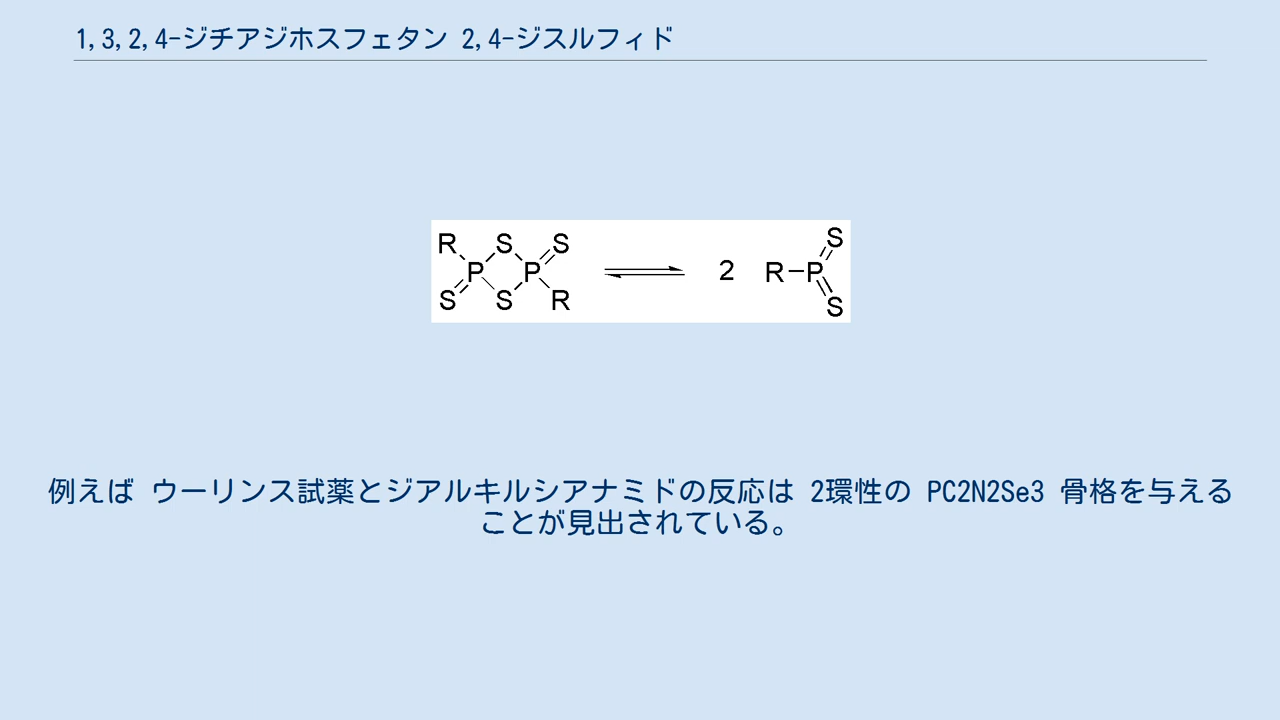 1,3,2,4-ジチアジホスフェタン 2,4-ジスルフィド
R S S
P P
S S R
2 R P S S
例えば ウーリンス試薬とジアルキルシアナミドの反応は 2環性の PC2N2Se3 骨格を与える
ことが見出されている。